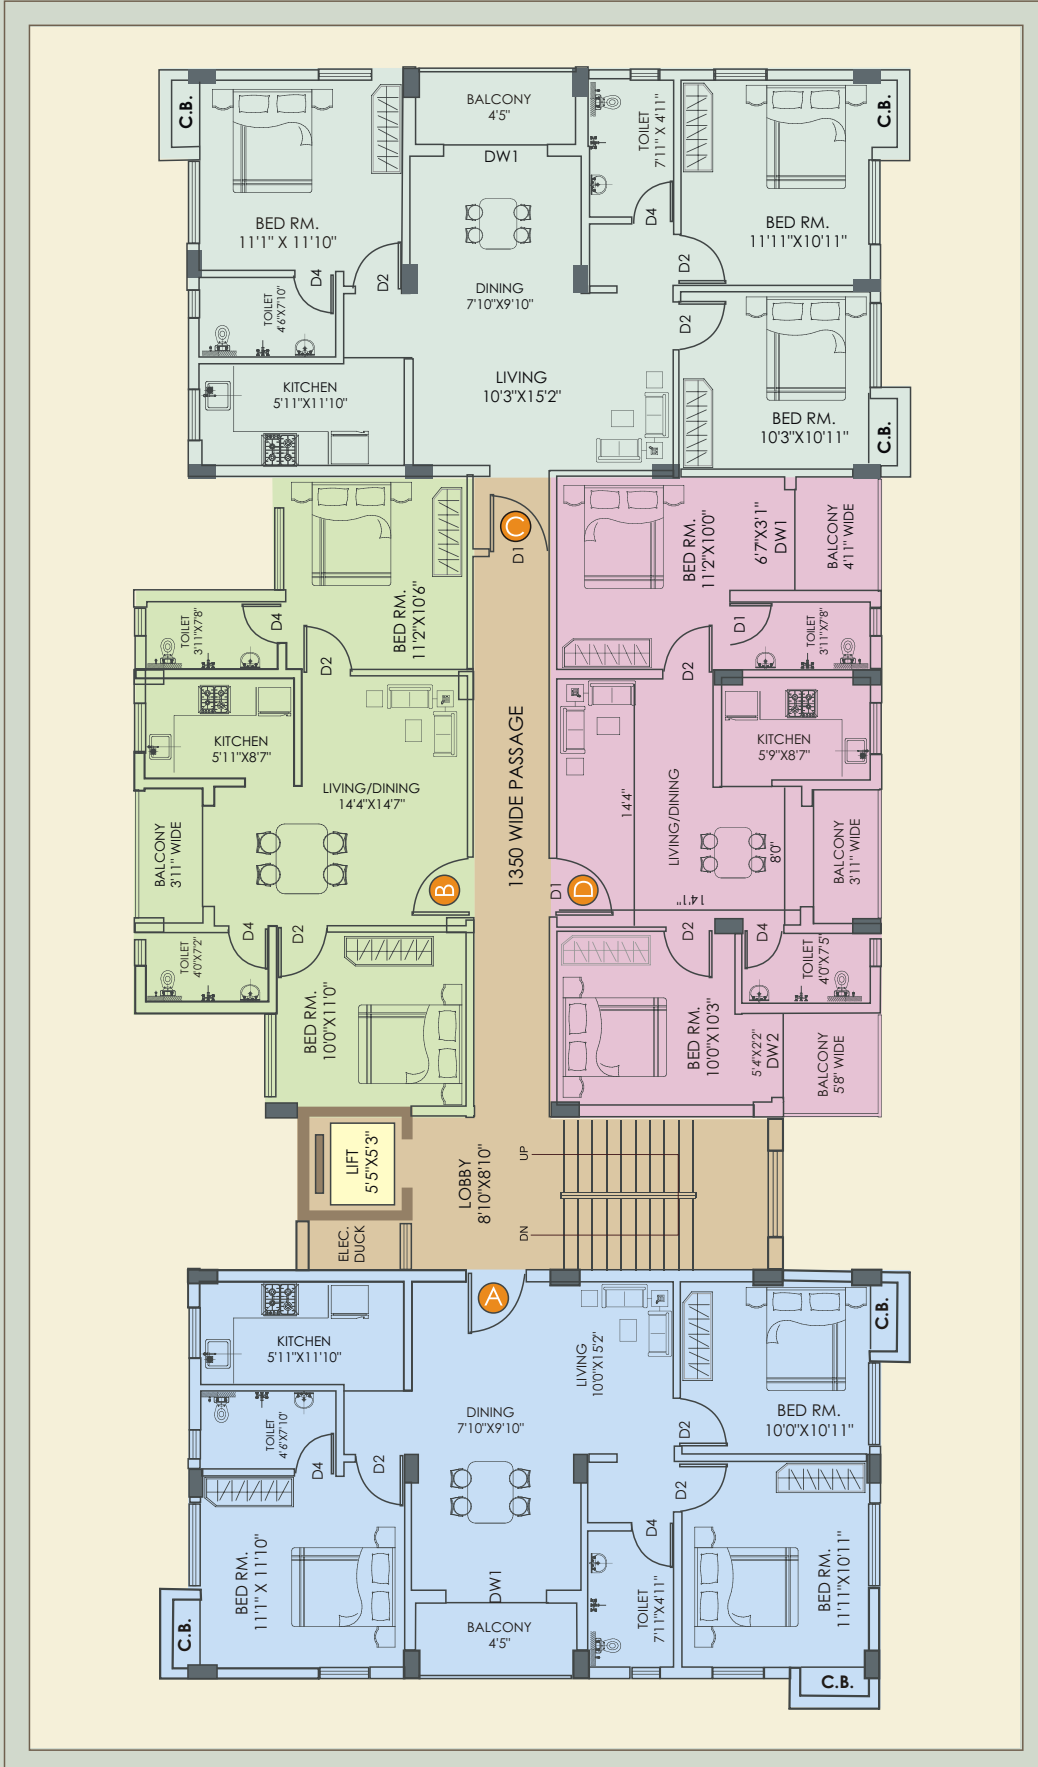 C.B.
BED RM.
11'1" X 11'10"
BALCONY
4'5"
DW1
TOILET
7'11" X 4'11"
D4
C.B.
BED RM.
11'11"X10'11"
D2
D4
D2
TOILET
4'6"X7'10"
DINING
7'10"X9'10"
D2
KITCHEN
5'11"X11'10"
LIVING
10'3"X15'2"
BED RM.
10'3"X10'11"
C.B.
BED RM.
11'2"X10'6"
C
D1
BED RM.
11'2"X10'0"
6'7"X3'1"
DW1
BALCONY
4'11" WIDE
TOILET
3'11"X7'8"
D4
D2
D2
D1
TOILET
3'11"X7'8"
KITCHEN
5'11"X8'7"
LIVING/DINING
14'4"X14'7"
1350 WIDE PASSAGE
14'4"
LIVING/DINING
KITCHEN
5'9"X8'7"
8'0"
14'1"
BALCONY
3'11" WIDE
B
D1
D
BALCONY
3'11" WIDE
TOILET
4'0"X7'2"
D4
D2
D2
D4
TOILET
4'0"X7'5"
BED RM.
10'0"X11'0"
BED RM.
10'0"X10'3"
5'4"X2'2"
DW2
BALCONY
5'8" WIDE
LIFT
5'5"X5'3"
LOBBY
8'10"X8'10"
UP
DN
ELEC.
DUCK
A
KITCHEN
5'11"X11'10"
LIVING
10'0"X15'2"
C.B.
BED RM.
10'0"X10'11"
TOILET
4'6"X7'10"
D4
D2
DINING
7'10"X9'10"
D2
D2
D4
BED RM.
11'1" X 11'10"
DW1
BALCONY
4'5"
TOILET
7'11"X4'11"
BED RM.
11'11"X10'11"
C.B.
C.B.